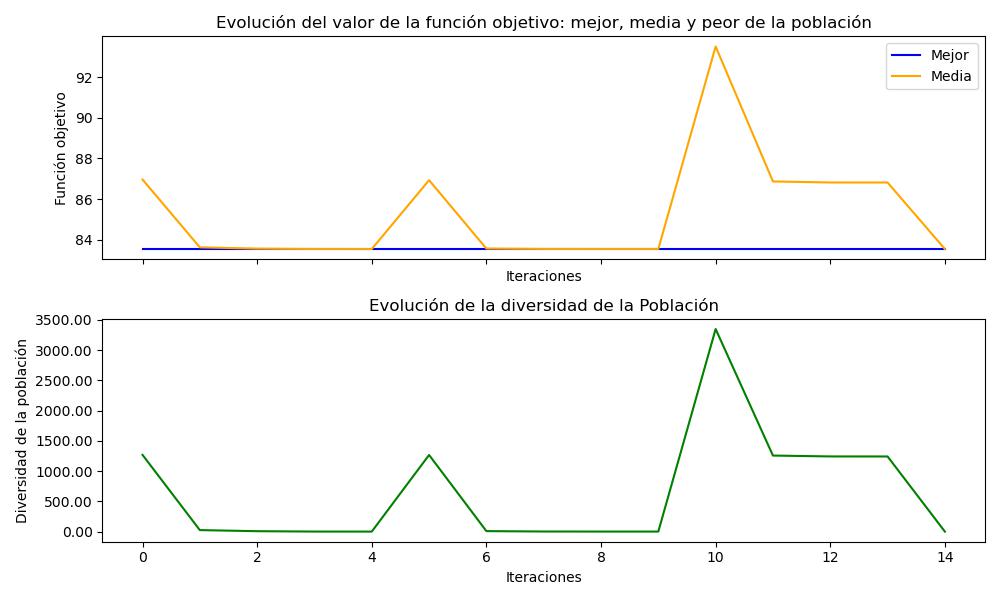 Evolución del valor de la función objetivo: mejor, media y peor de la población
Función objetivo
92
90
88
86
84
Mejor
Media
Iteraciones
Evolución de la diversidad de la Población
Diversidad de la población
3500.00
3000.00
2500.00
2000.00
1500.00
1000.00
500.00
0.00
0 2 4 6 8 10 12 14
Iteraciones